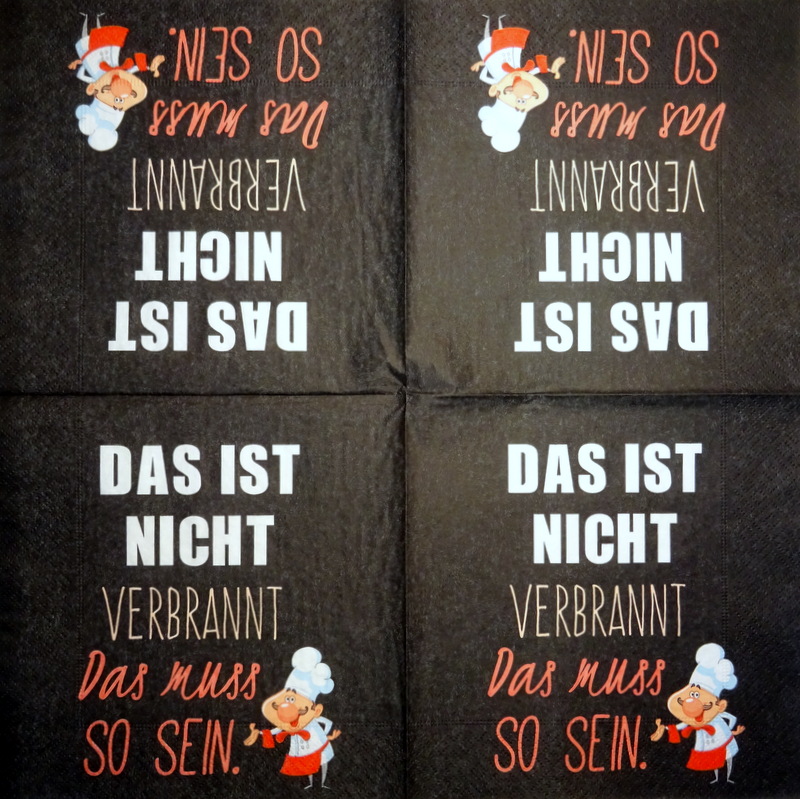 SO SEIN.
Das muss
VERBRANNT
NICHT
DAS IST
SO SEIN.
Das muss
VERBRANNT
NICHT
DAS IST
DAS IST
NICHT
VERBRANNT
Das muss
SO SEIN.
DAS IST
NICHT
VERBRANNT
Das muss
SO SEIN.